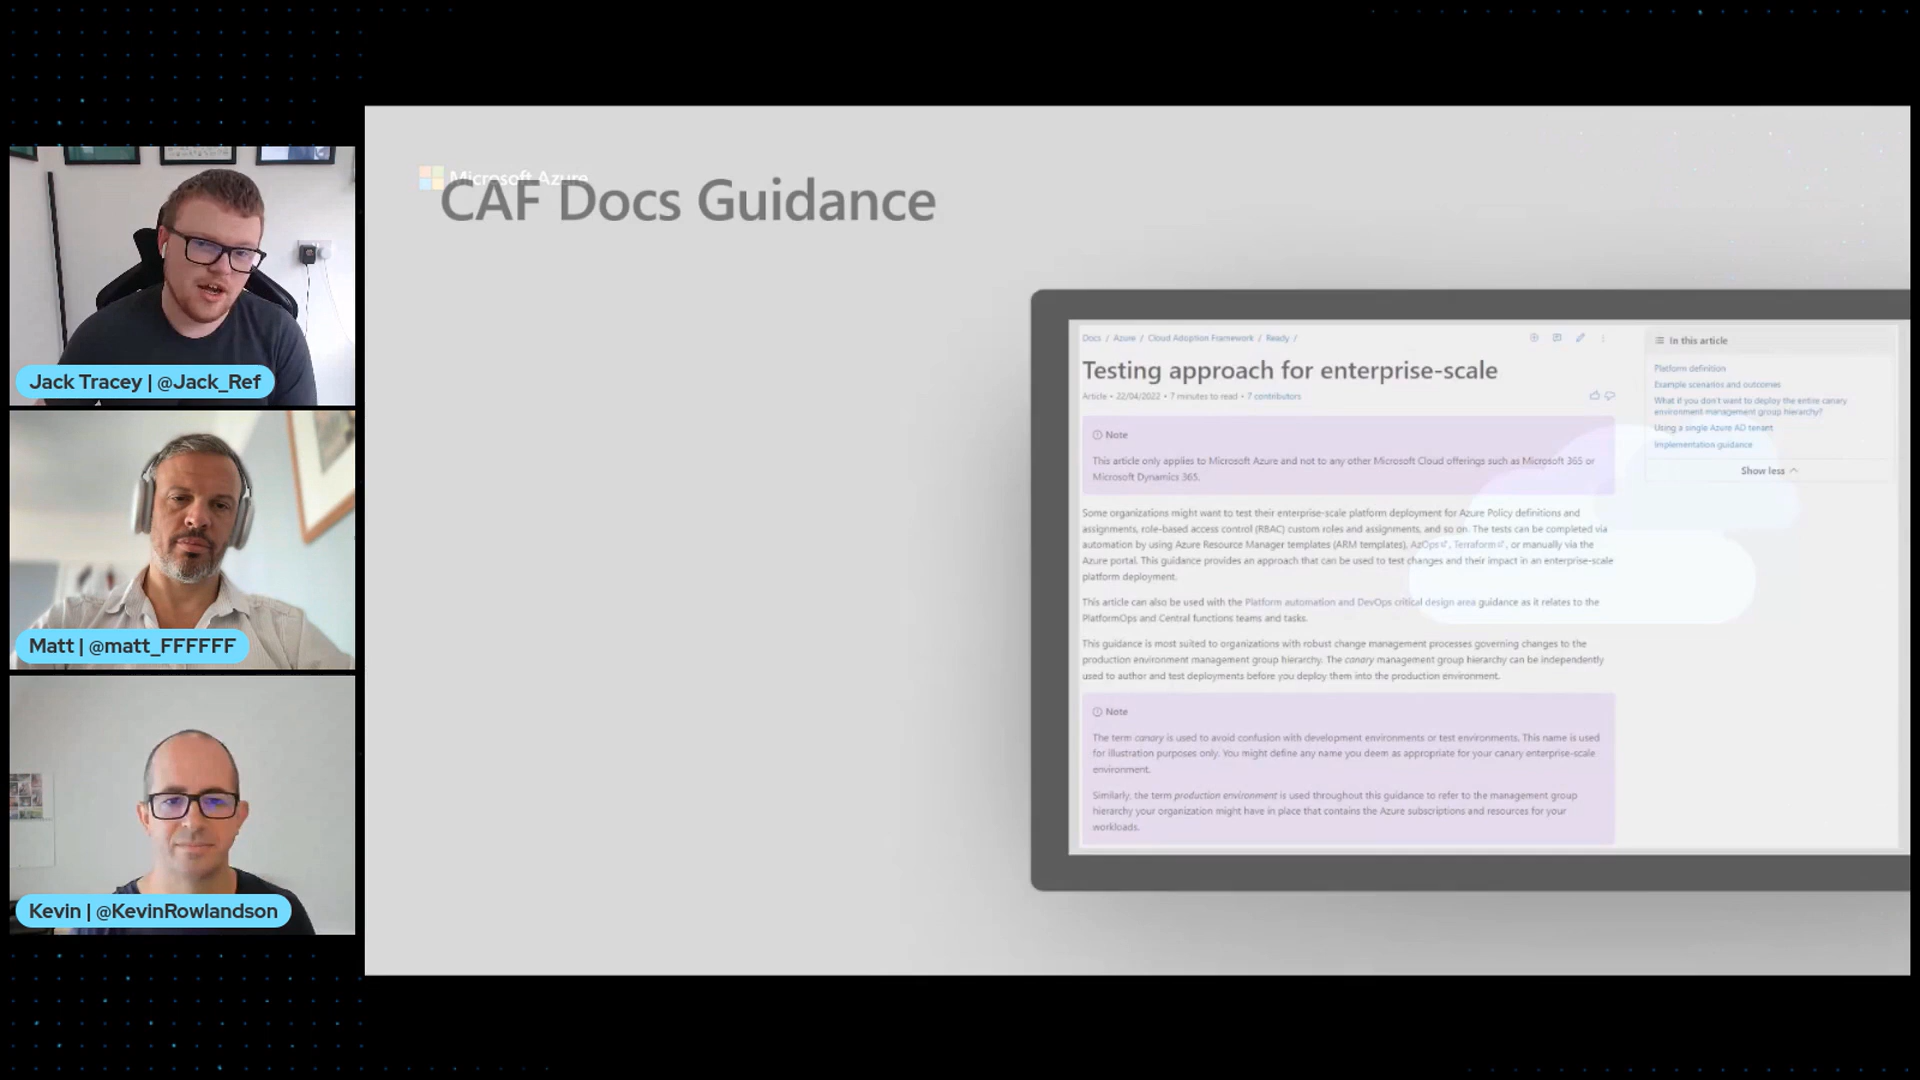 Jack Tracey | @Jack_Ref
Matt | @matt_FFFFFF
Kevin | @KevinRowlandson
Microsoft Azure
CAF Docs Guidance
Docs / Azure / Cloud Adoption Framework / Ready /
Testing approach for enterprise-scale
Article • 22/04/2022 • 7 minutes to read • 7 contributors
Note
This article only applies to Microsoft Azure and not to any other Microsoft Cloud offerings such as Microsoft 365 or
Microsoft Dynamics 365.
Some organizations might want to test their enterprise-scale platform deployment for Azure Policy definitions and
assignments, role-based access control (RBAC) custom roles and assignments, and so on. The tests can be completed via
automation by using Azure Resource Manager templates (ARM templates), AzOps, Terraform, or manually via the
Azure portal. This guidance provides an approach that can be used to test changes and their impact in an enterprise-scale
platform deployment.
This article can also be used with the Platform automation and DevOps critical design area guidance as it relates to the
PlatformOps and Central functions teams and tasks.
This guidance is most suited to organizations with robust change management processes governing changes to the
production environment management group hierarchy. The canary management group hierarchy can be independently
used to author and test deployments before you deploy them into the production environment.
Note
The term canary is used to avoid confusion with development environments or test environments. This name is used
for illustration purposes only. You might define any name you deem as appropriate for your canary enterprise-scale
environment.
Similarly, the term production environment is used throughout this guidance to refer to the management group
hierarchy your organization might have in place that contains the Azure subscriptions and resources for your
workloads.
In this article
Platform definition
Example scenarios and outcomes
What if you don't want to deploy the entire canary
environment management group hierarchy?
Using a single Azure AD tenant
Implementation guidance
Show less